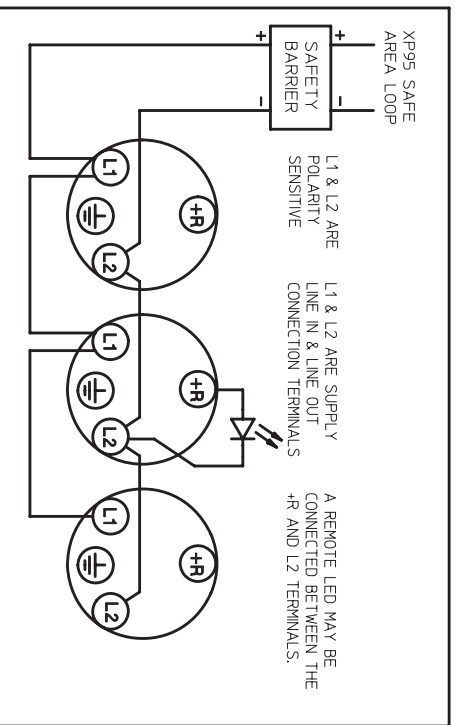 XP95 SAFE
AREA LOOP
+
-
SAFETY
BARRIER
+
-
L1 & L2 ARE
POLARITY
SENSITIVE
L1 & L2 ARE SUPPLY
LINE IN & LINE OUT
CONNECTION TERMINALS
A REMOTE LED MAY BE
CONNECTED BETWEEN THE
+R AND L2 TERMINALS.
+R
L1
L2
+R
L1
L2
+R
L1
L2